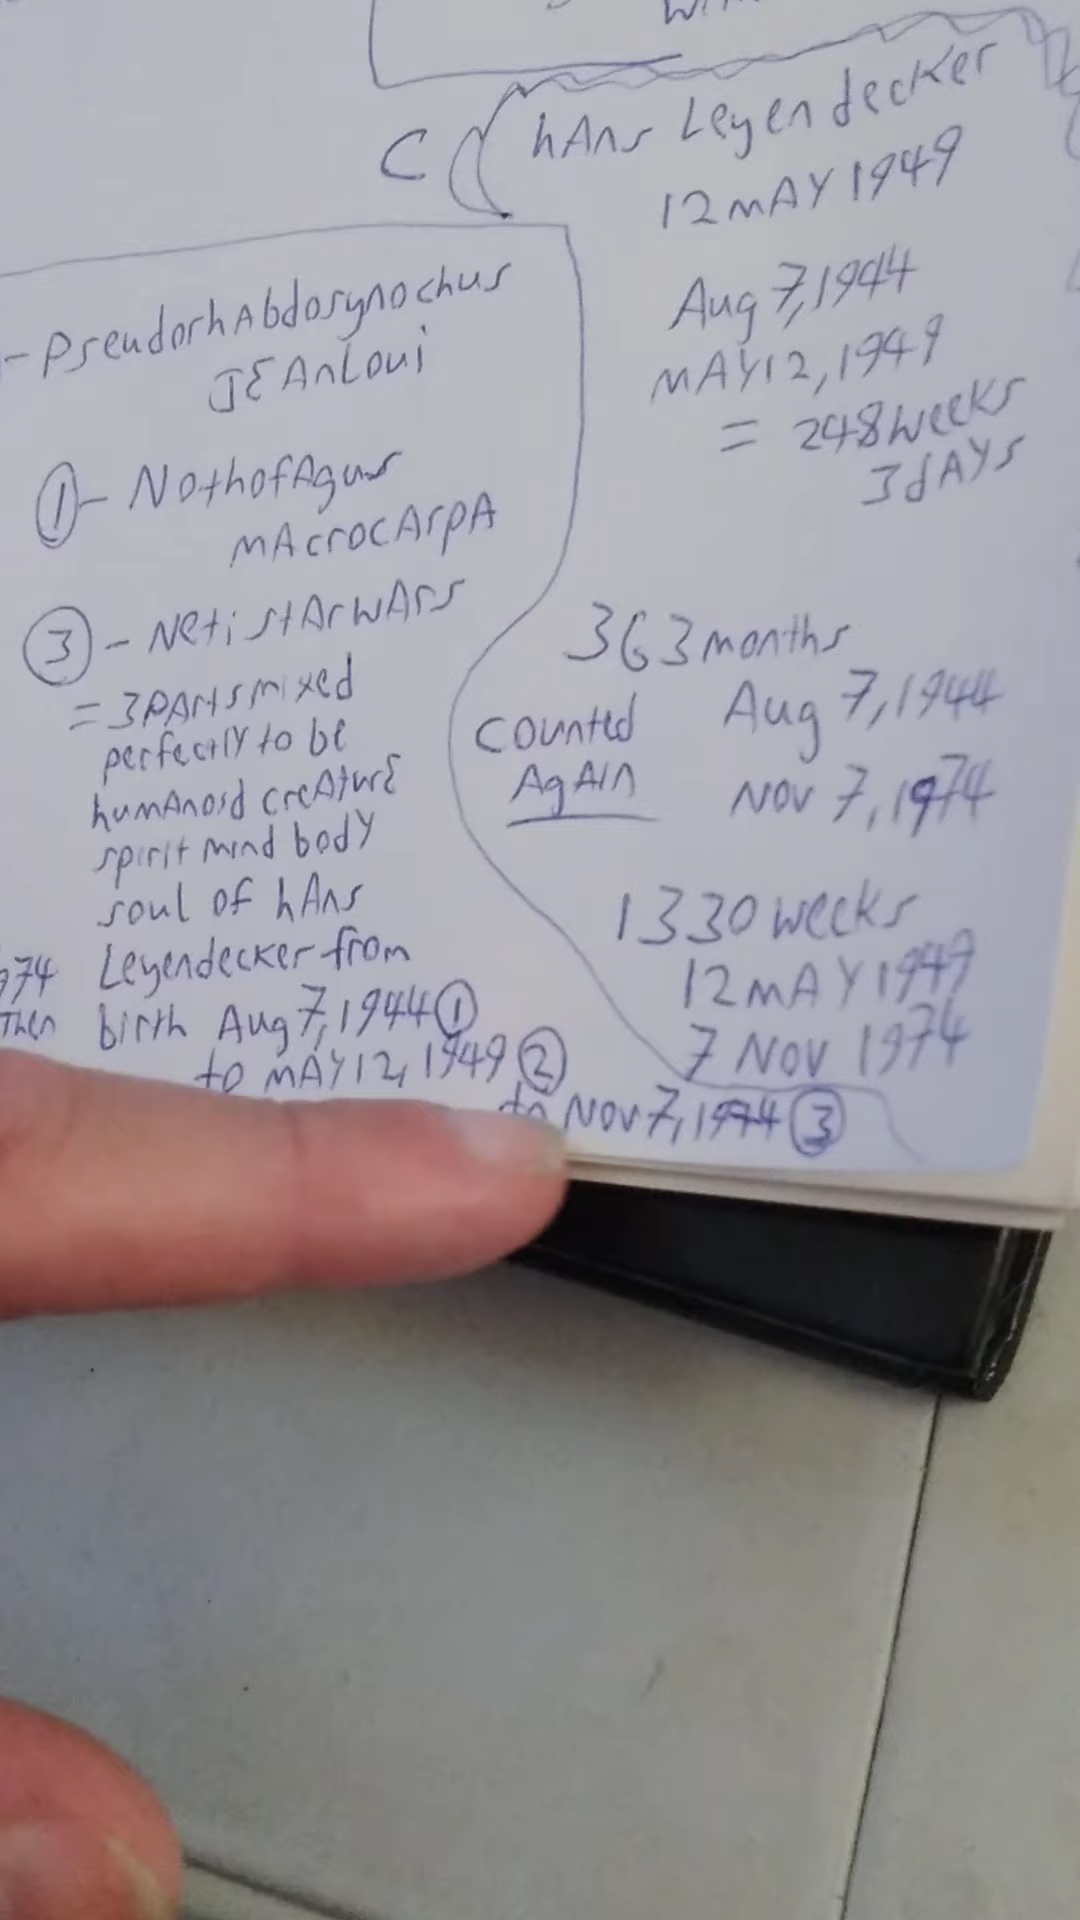 C
hAns Leyendecker
12 mAY 1949
Aug 7, 1944
mAY 12, 1949
= 248 weeks
3 dAYs
363 months
counted
AgAin
Aug 7, 1944
Nov 7, 1974
1330 weeks
12 mAY 1949
7 Nov 1974
- PseudorhAbdosynochus
JEAnLoui
① - NothofAgus
mAcrocArpA
③ - Neti stArwArs
= 3 pArts mixed
perfectly to be
humAnoid creAturE
spirit mind body
soul of hAns
Leyendecker from
birth Aug 7, 1944 ①
to mAY 12, 1949 ②
to Nov 7, 1974 ③
974
Then